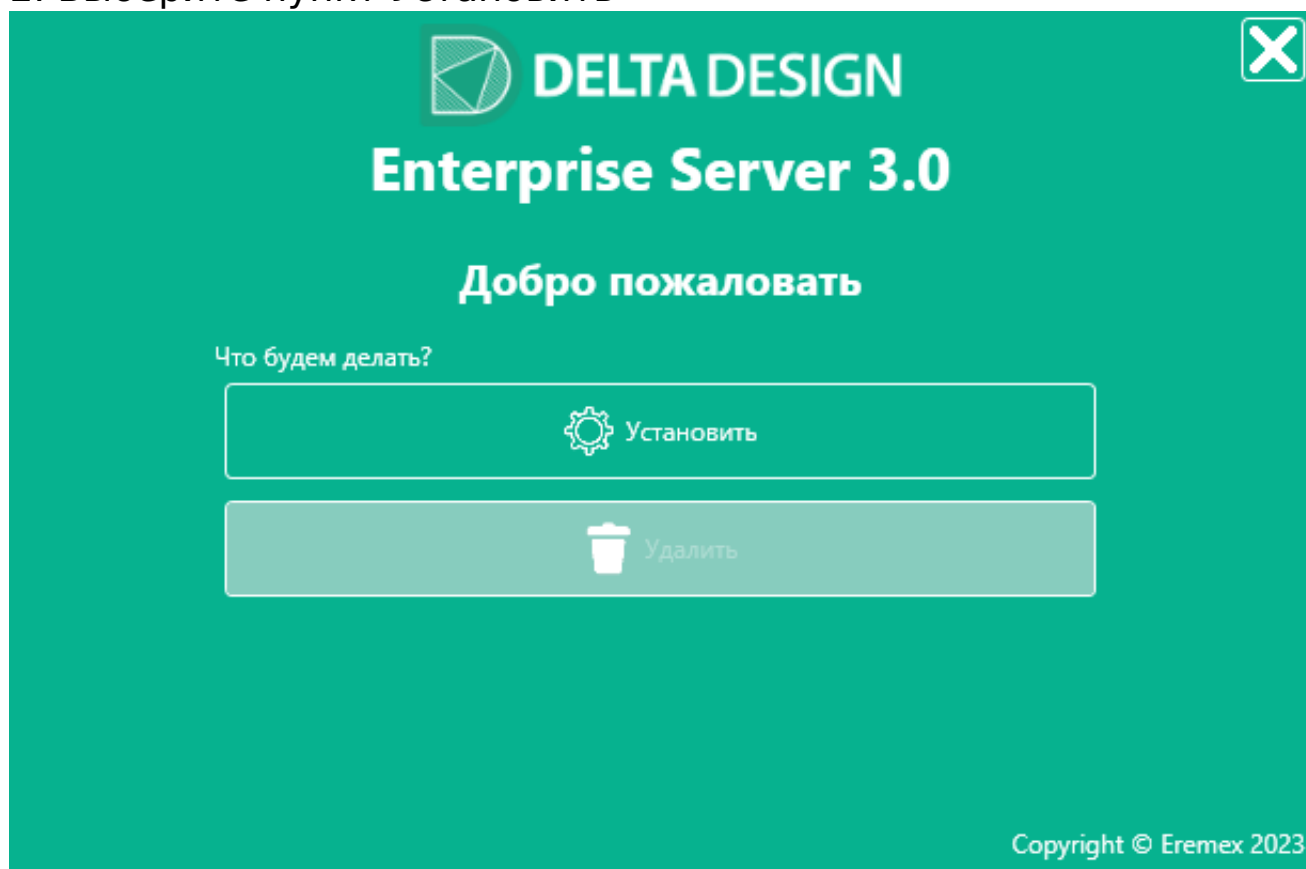 DELTA DESIGN
Enterprise Server 3.0
Добро пожаловать
Что будем делать?
Установить
Удалить
Copyright © Eremex 2023